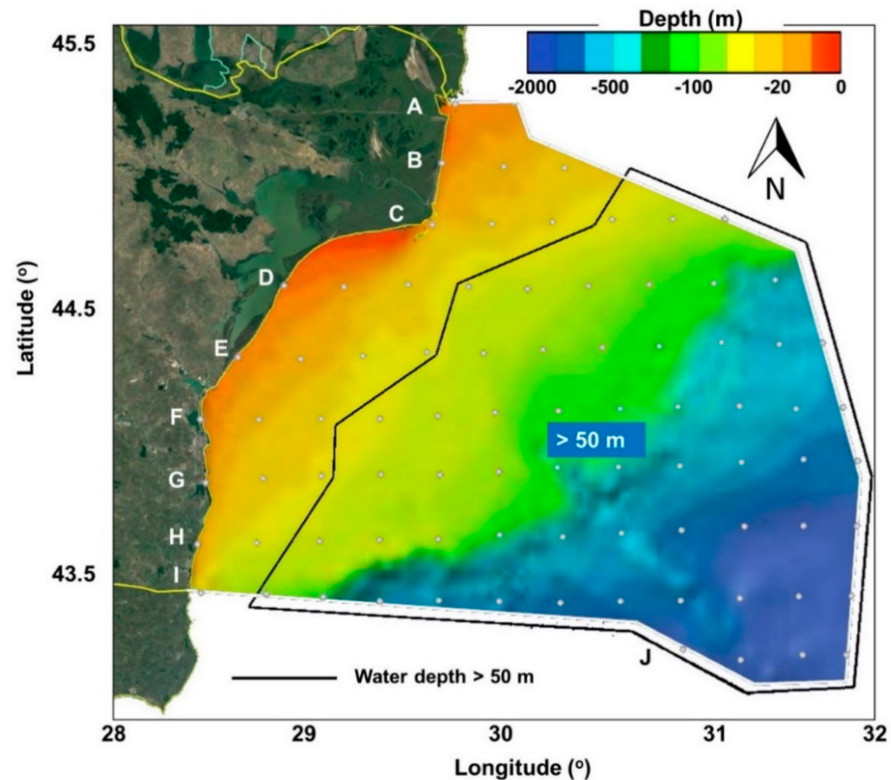 Depth (m)
-2000 -500 -100 -20 0
45.5
44.5
43.5
Latitude (º)
A
B
C
D
E
F
G
H
I
J
N
> 50 m
Water depth > 50 m
28 29 30 31 32
Longitude (º)